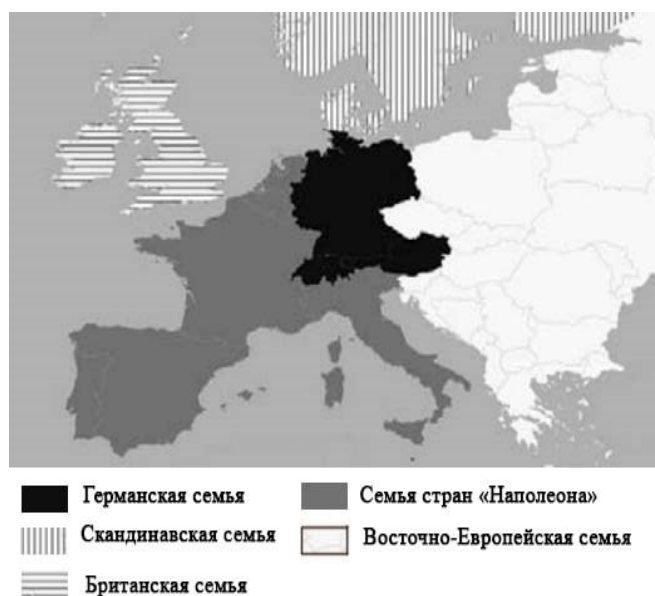 Германская семья
Скандинавская семья
Британская семья
Семья стран «Наполеона»
Восточно-Европейская семья